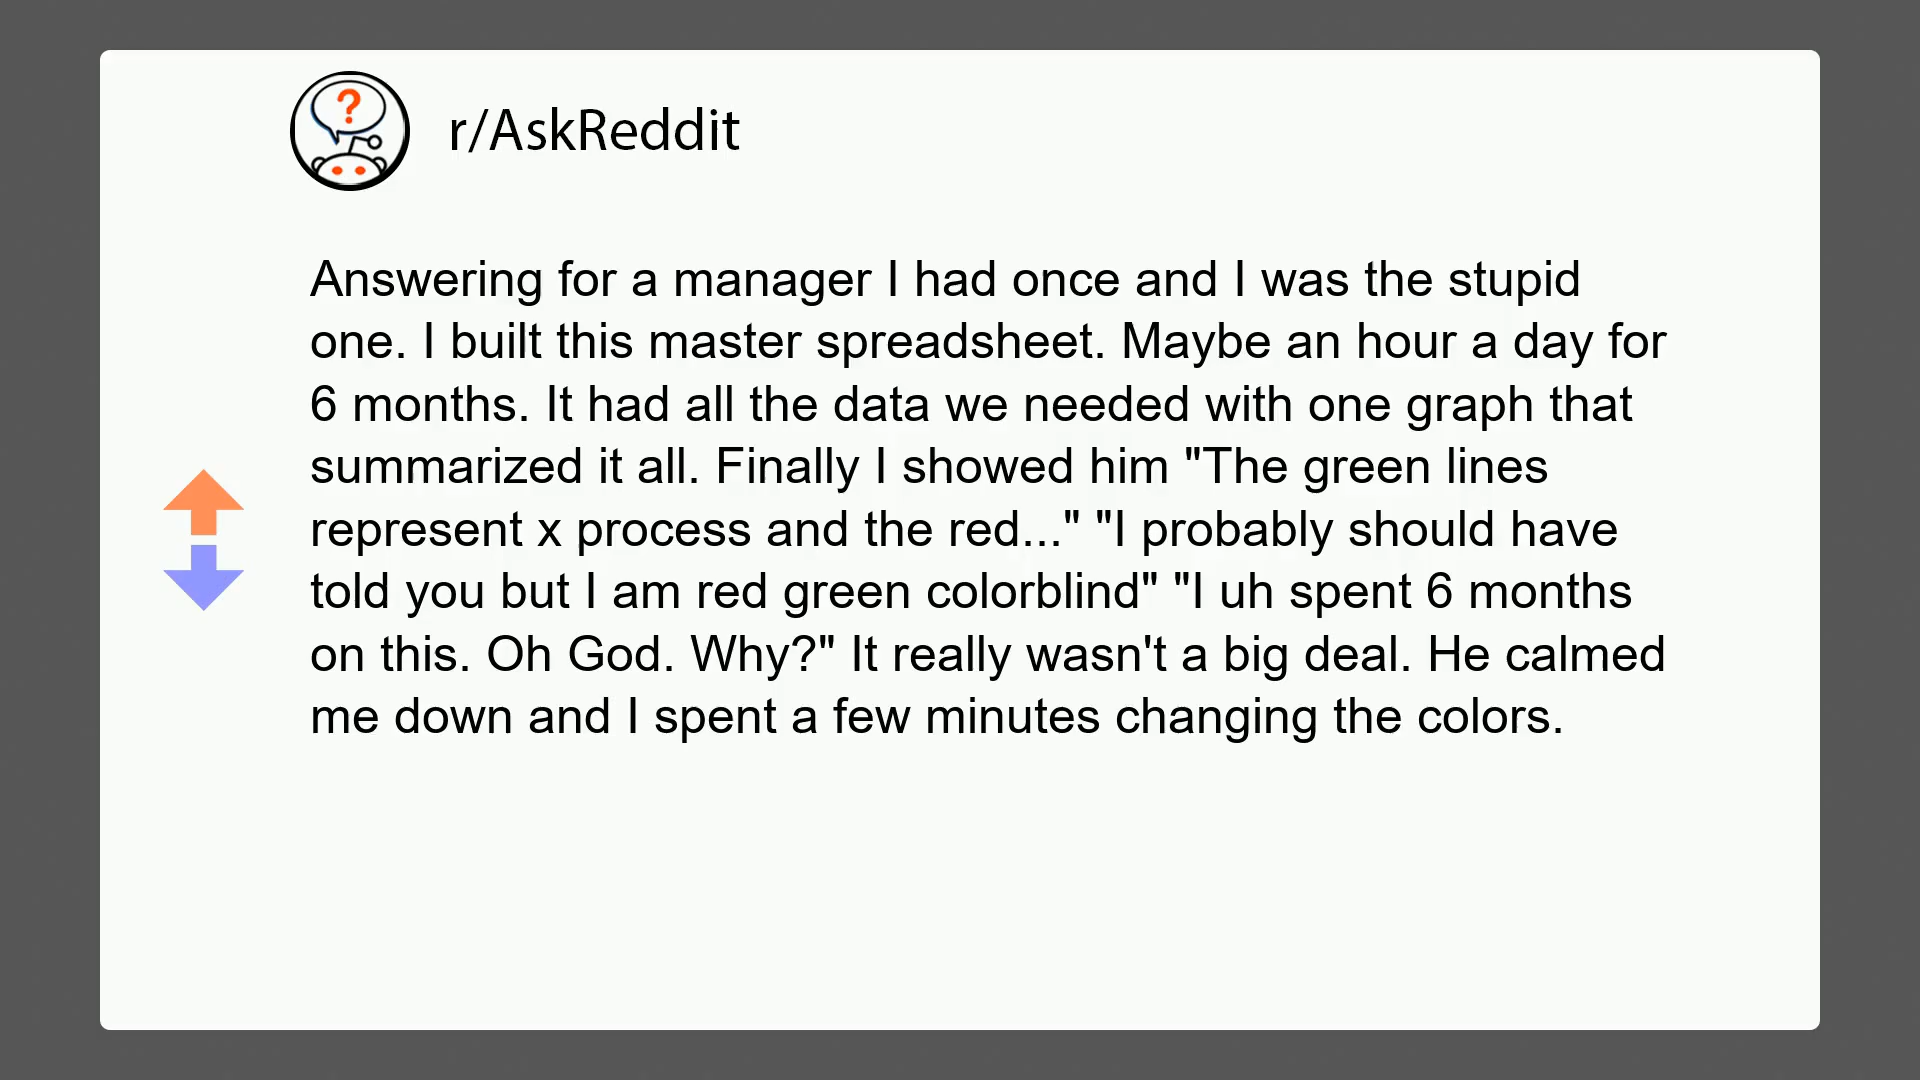 ?
r/AskReddit
Answering for a manager I had once and I was the stupid
one. I built this master spreadsheet. Maybe an hour a day for
6 months. It had all the data we needed with one graph that
summarized it all. Finally I showed him "The green lines
represent x process and the red..." "I probably should have
told you but I am red green colorblind" "I uh spent 6 months
on this. Oh God. Why?" It really wasn't a big deal. He calmed
me down and I spent a few minutes changing the colors.